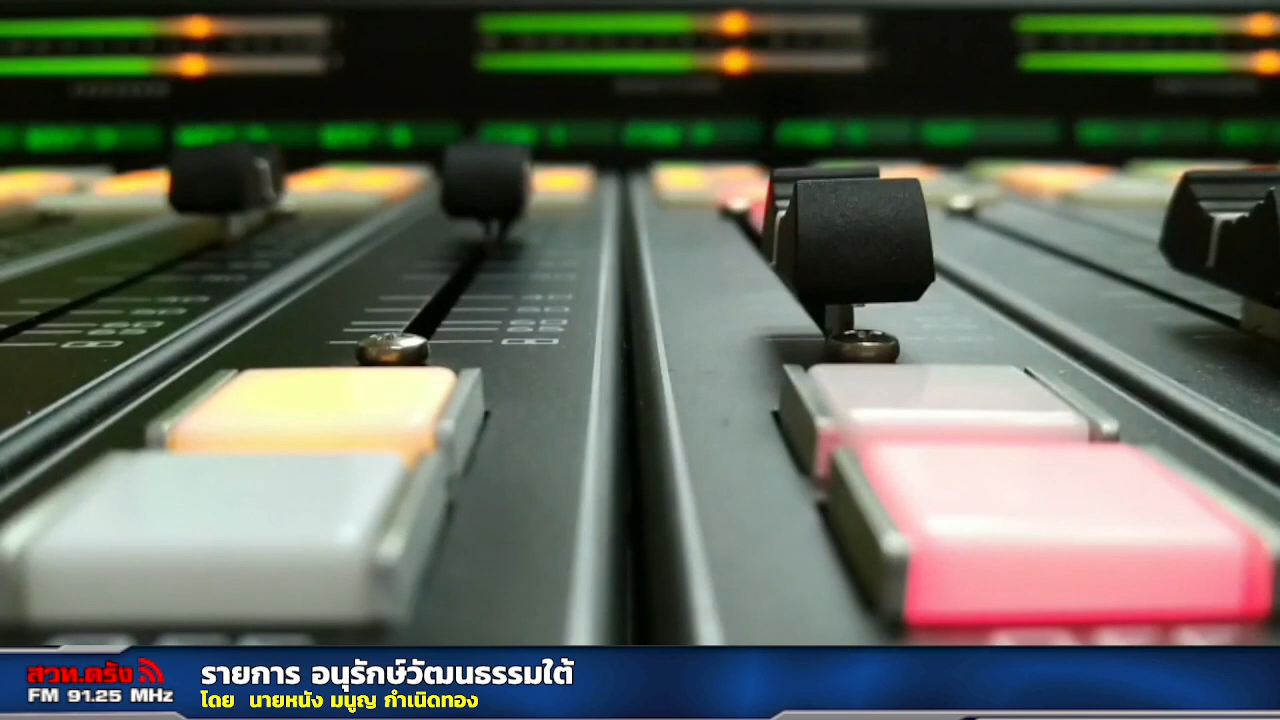 สวท.ตรัง
FM 91.25 MHz
รายการ อนุรักษ์วัฒนธรรมใต้
โดย นายหนัง มนูญ กำเนิดทอง